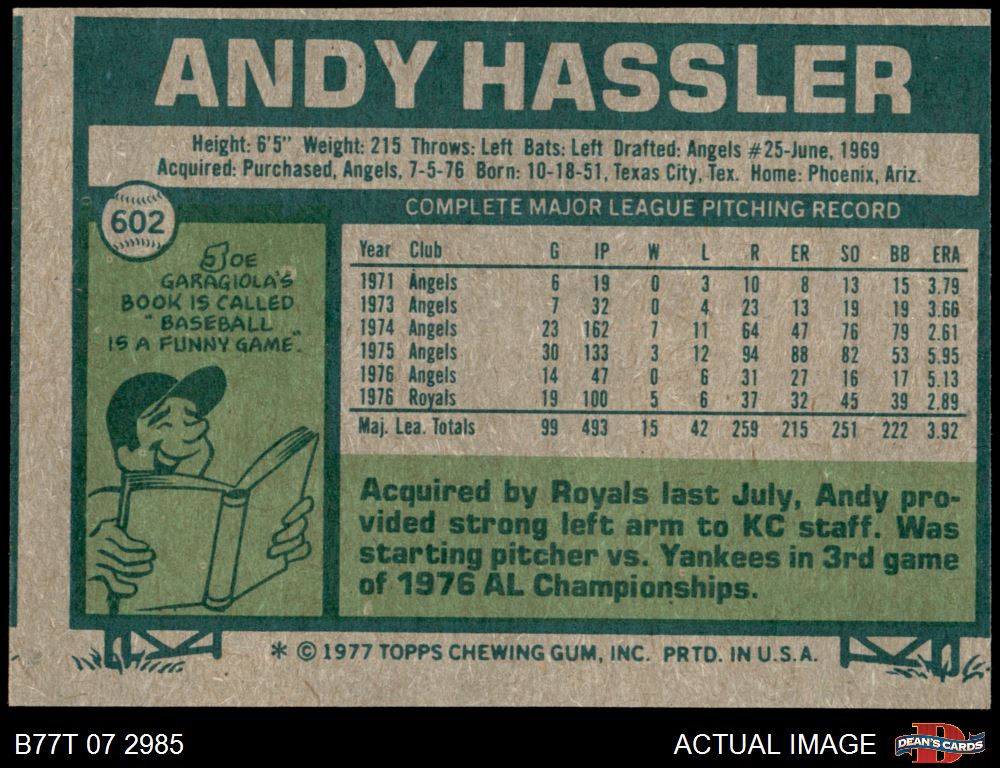 ANDY HASSLER
Height: 6'5" Weight: 215 Throws: Left Bats: Left Drafted: Angels #25-June, 1969
Acquired: Purchased, Angels, 7-5-76 Born: 10-18-51, Texas City, Tex. Home: Phoenix, Ariz.
602
COMPLETE MAJOR LEAGUE PITCHING RECORD
JOE
GARAGIOLA'S
BOOK IS CALLED
"BASEBALL
IS A FUNNY GAME".
Year Club G IP W L R ER SO BB ERA
1971 Angels 6 19 0 3 10 8 13 15 3.79
1973 Angels 7 32 0 4 23 13 19 19 3.66
1974 Angels 23 162 7 11 64 47 76 79 2.61
1975 Angels 30 133 3 12 94 88 82 53 5.95
1976 Angels 14 47 0 6 31 27 16 17 5.13
1976 Royals 19 100 5 6 37 32 45 39 2.89
Maj. Lea. Totals 99 493 15 42 259 215 251 222 3.92
Acquired by Royals last July, Andy pro-
vided strong left arm to KC staff. Was
starting pitcher vs. Yankees in 3rd game
of 1976 AL Championships.
* © 1977 TOPPS CHEWING GUM, INC. PRTD. IN U.S.A.
B77T 07 2985
ACTUAL IMAGE
D
DEAN'S CARDS